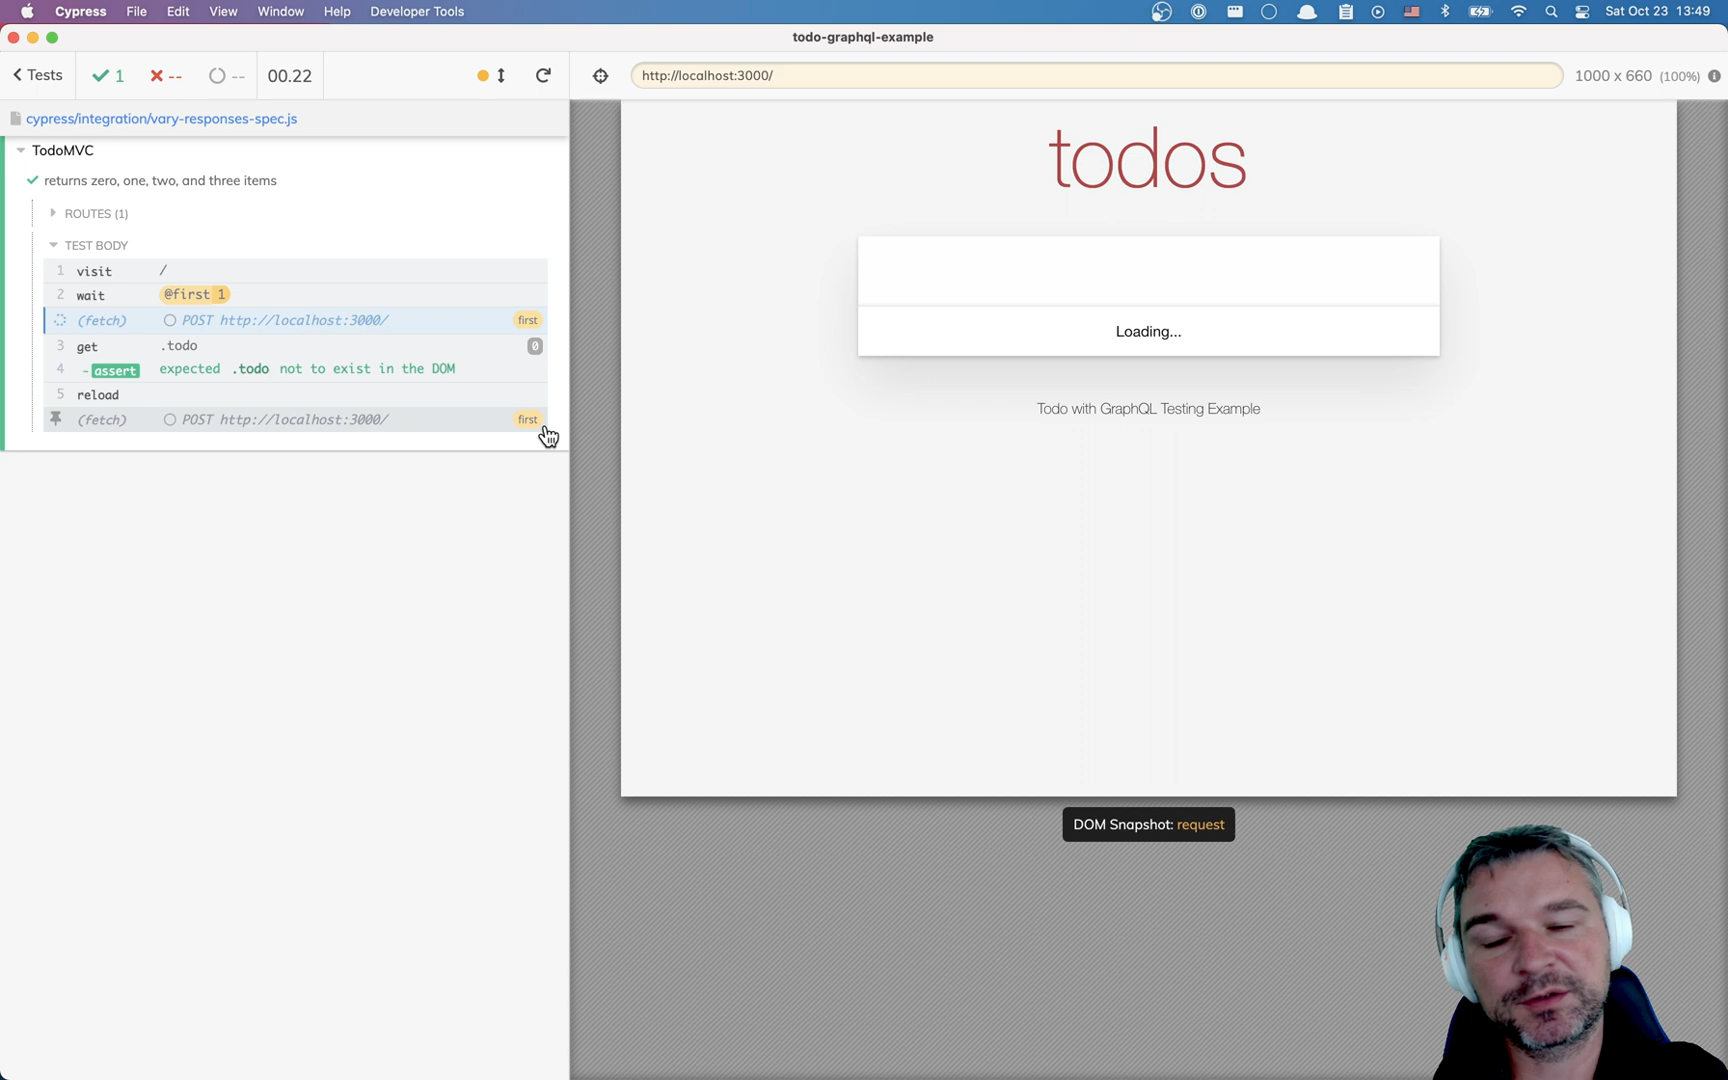 Cypress File Edit View Window Help Developer Tools Sat Oct 23 13:49
todo-graphql-example
Tests 1 -- -- 00.22 http://localhost:3000/ 1000 x 660 (100%)
cypress/integration/vary-responses-spec.js
TodoMVC
returns zero, one, two, and three items
ROUTES (1)
TEST BODY
1 visit /
2 wait @first 1
(fetch) POST http://localhost:3000/ first
3 get .todo 0
4 -assert expected .todo not to exist in the DOM
5 reload
(fetch) POST http://localhost:3000/ first
todos
Loading...
Todo with GraphQL Testing Example
DOM Snapshot: request